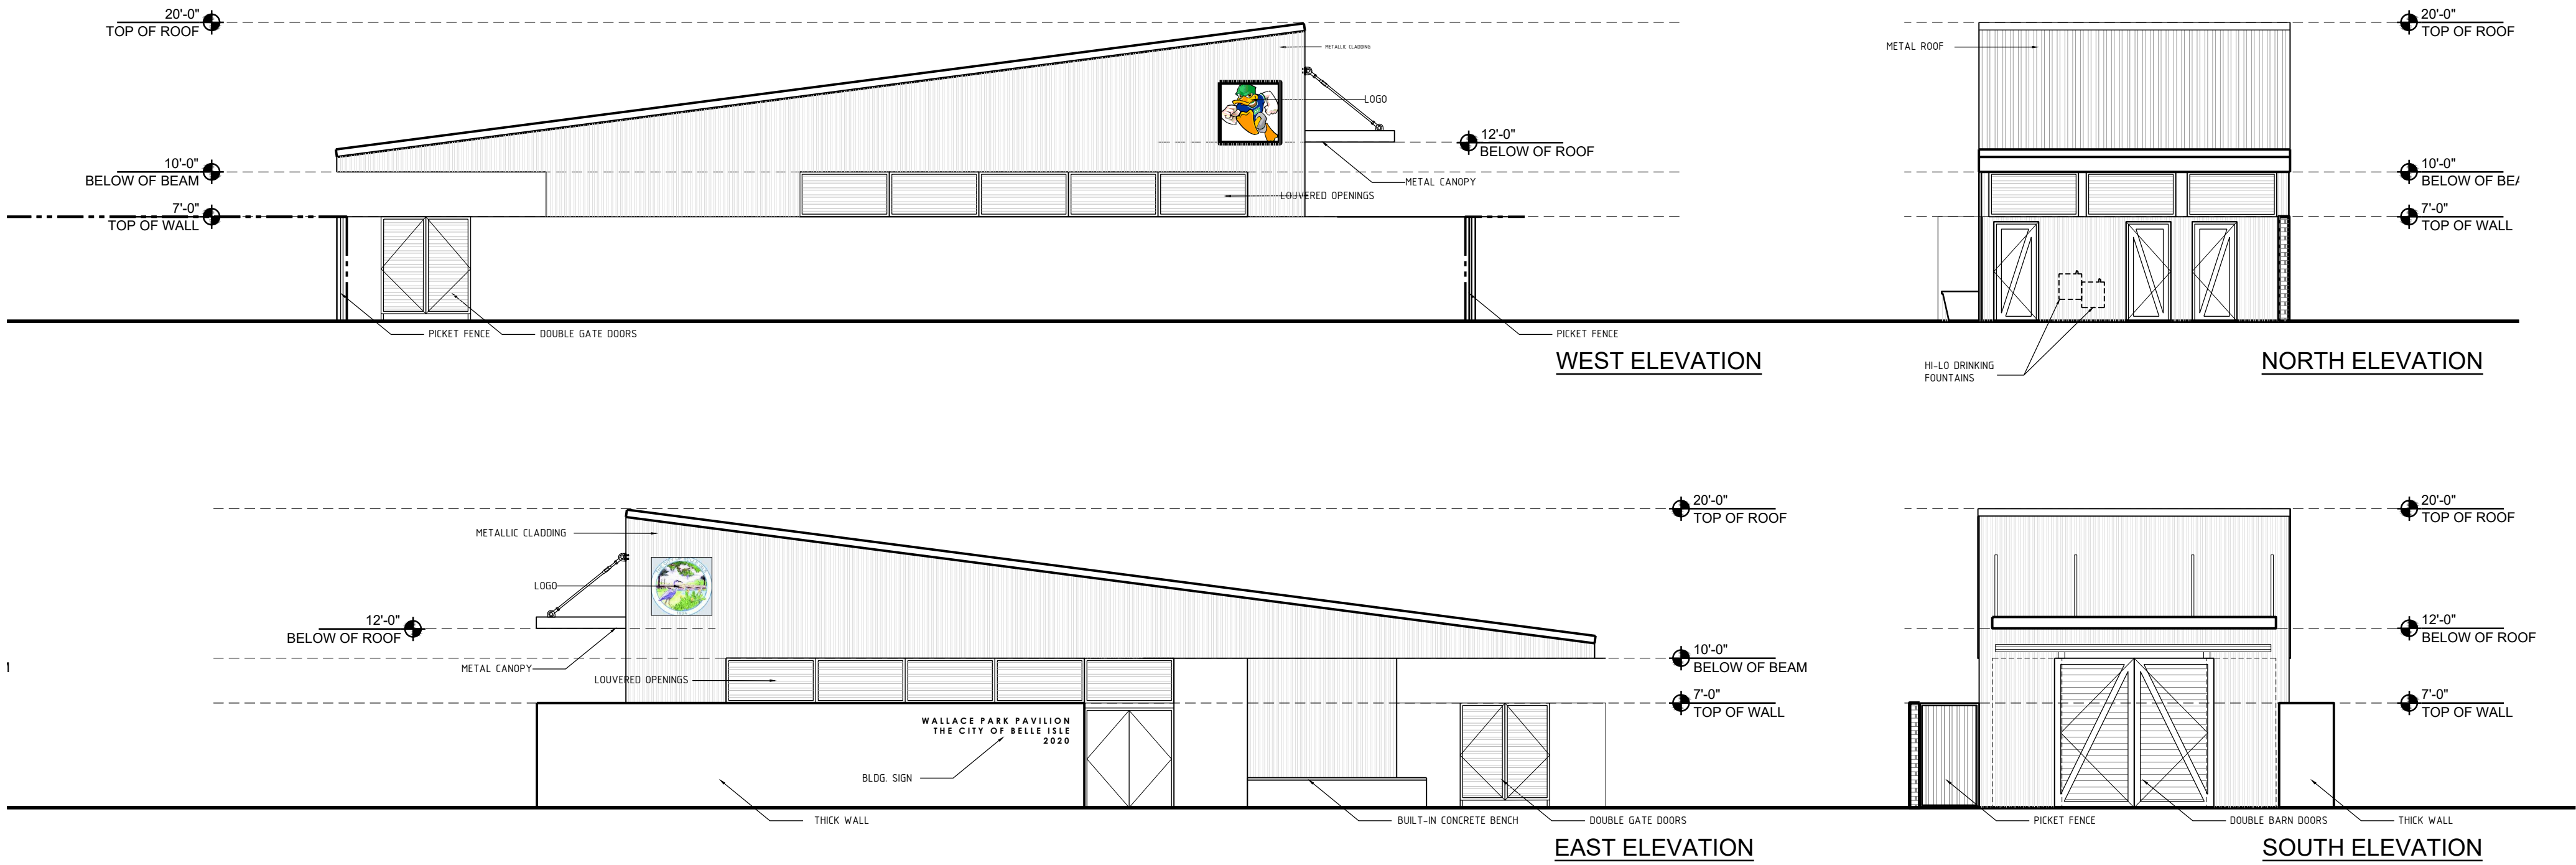 20'-0"
TOP OF ROOF
METALLIC CLADDING
LOGO
12'-0"
BELOW OF ROOF
10'-0"
BELOW OF BEAM
METAL CANOPY
LOUVERED OPENINGS
7'-0"
TOP OF WALL
PICKET FENCE
DOUBLE GATE DOORS
PICKET FENCE
WEST ELEVATION
20'-0"
TOP OF ROOF
METAL ROOF
10'-0"
BELOW OF BEA
7'-0"
TOP OF WALL
HI-LO DRINKING
FOUNTAINS
NORTH ELEVATION
20'-0"
TOP OF ROOF
METALLIC CLADDING
LOGO
12'-0"
BELOW OF ROOF
METAL CANOPY
10'-0"
BELOW OF BEAM
LOUVERED OPENINGS
7'-0"
TOP OF WALL
WALLACE PARK PAVILION
THE CITY OF BELLE ISLE
2020
BLDG. SIGN
THICK WALL
BUILT-IN CONCRETE BENCH
DOUBLE GATE DOORS
EAST ELEVATION
20'-0"
TOP OF ROOF
12'-0"
BELOW OF ROOF
7'-0"
TOP OF WALL
PICKET FENCE
DOUBLE BARN DOORS
THICK WALL
SOUTH ELEVATION